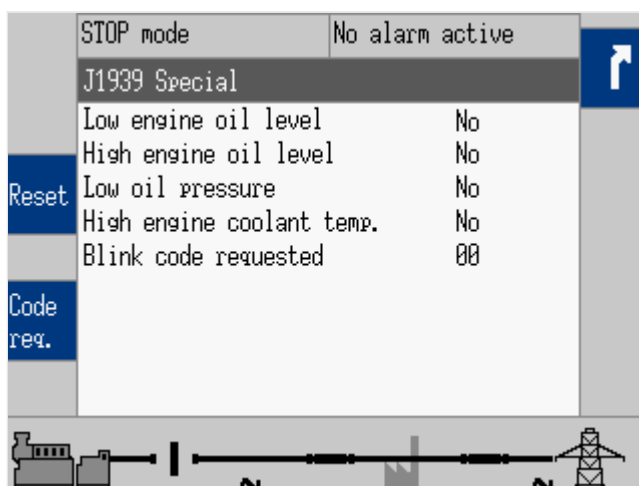 STOP mode No alarm active
J1939 Special
Low engine oil level No
High engine oil level No
Reset Low oil pressure No
High engine coolant temp. No
Blink code requested 00
Code
req.